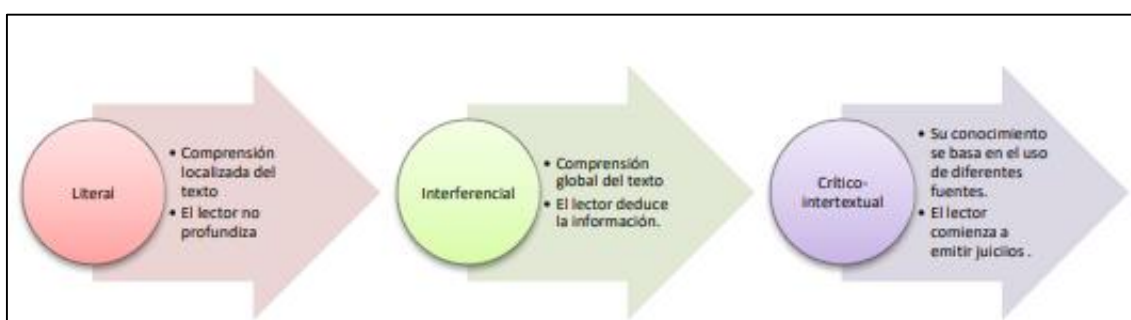 Literal
• Comprensión
localizada del
texto
• El lector no
profundiza
Interferencial
• Comprensión
global del texto
• El lector deduce
la información.
Crítico-
intertextual
• Su conocimiento
se basa en el uso
de diferentes
fuentes.
• El lector
comienza a
emitir juiciios .